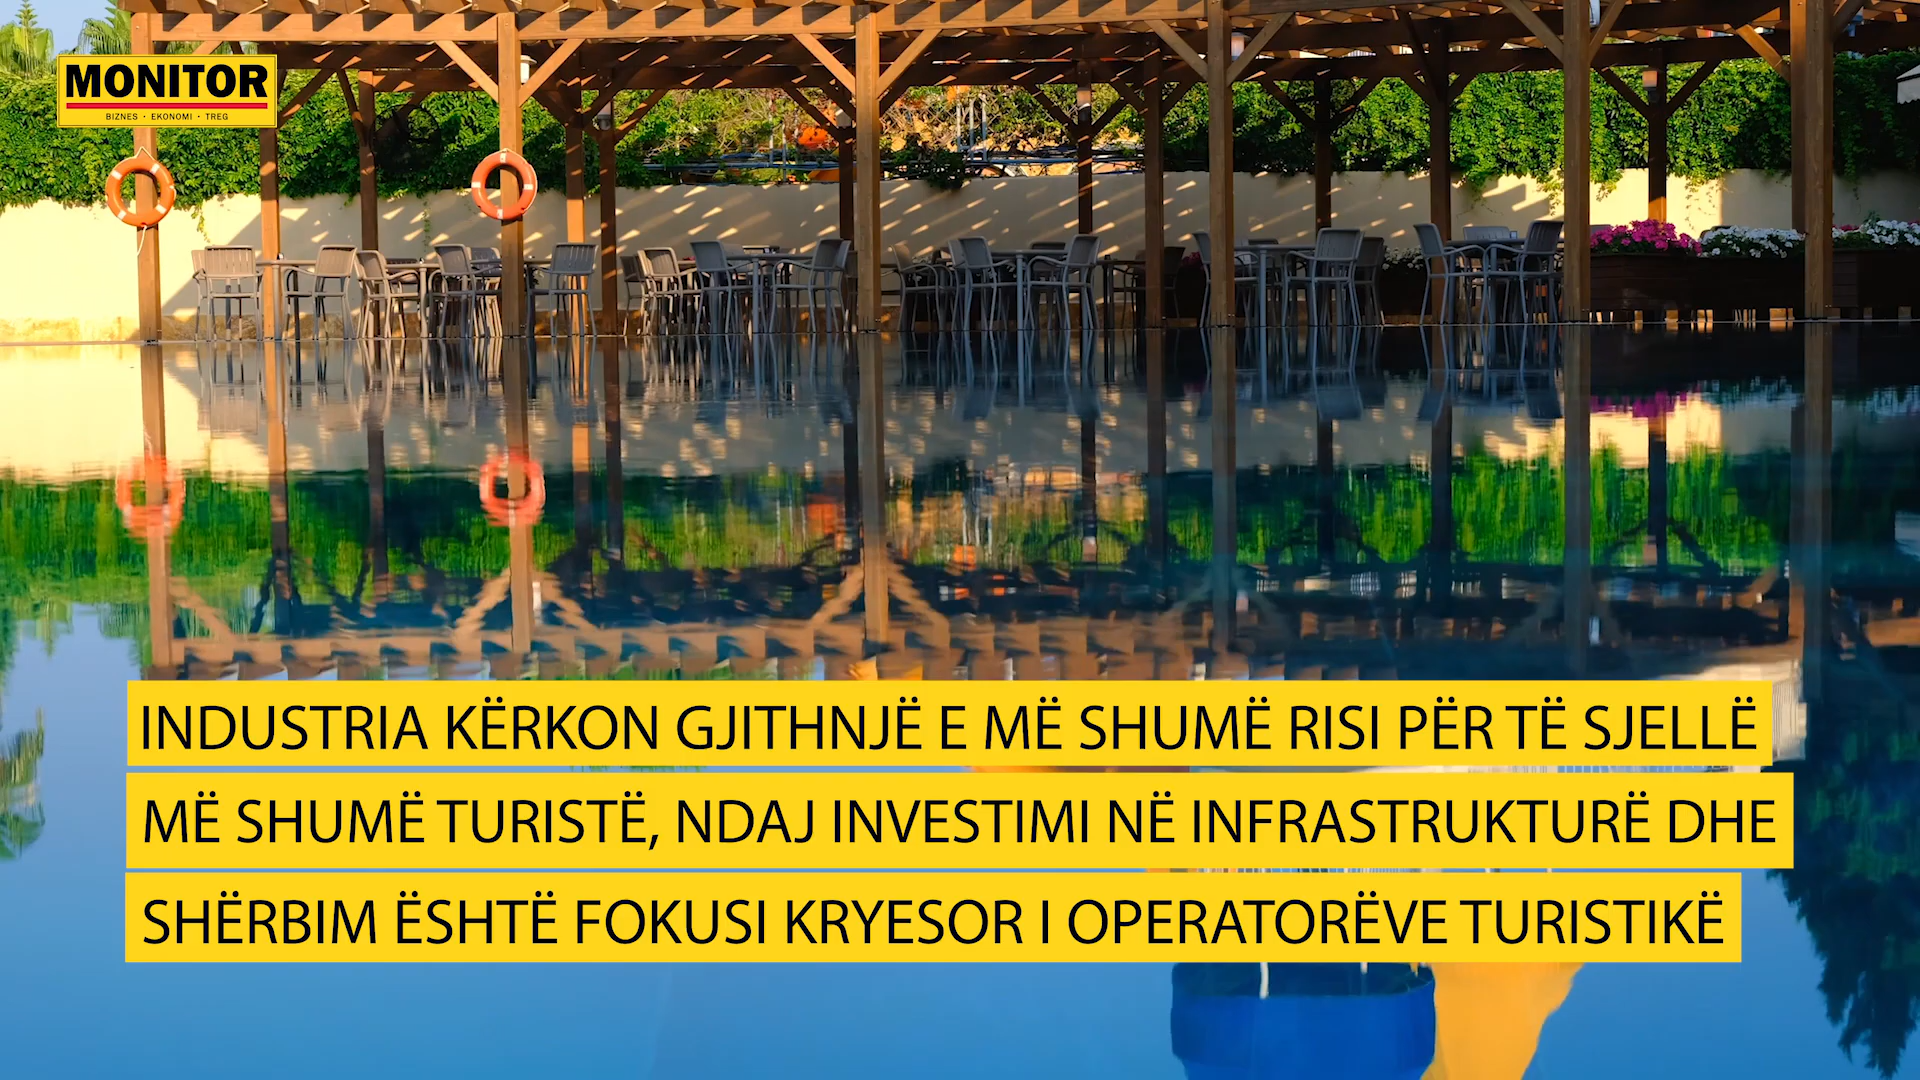 MONITOR
BIZNES · EKONOMI · TREG
INDUSTRIA KËRKON GJITHNJË E MË SHUMË RISI PËR TË SJELLË
MË SHUMË TURISTË, NDAJ INVESTIMI NË INFRASTRUKTURË DHE
SHËRBIM ËSHTË FOKUSI KRYESOR I OPERATORËVE TURISTIKË